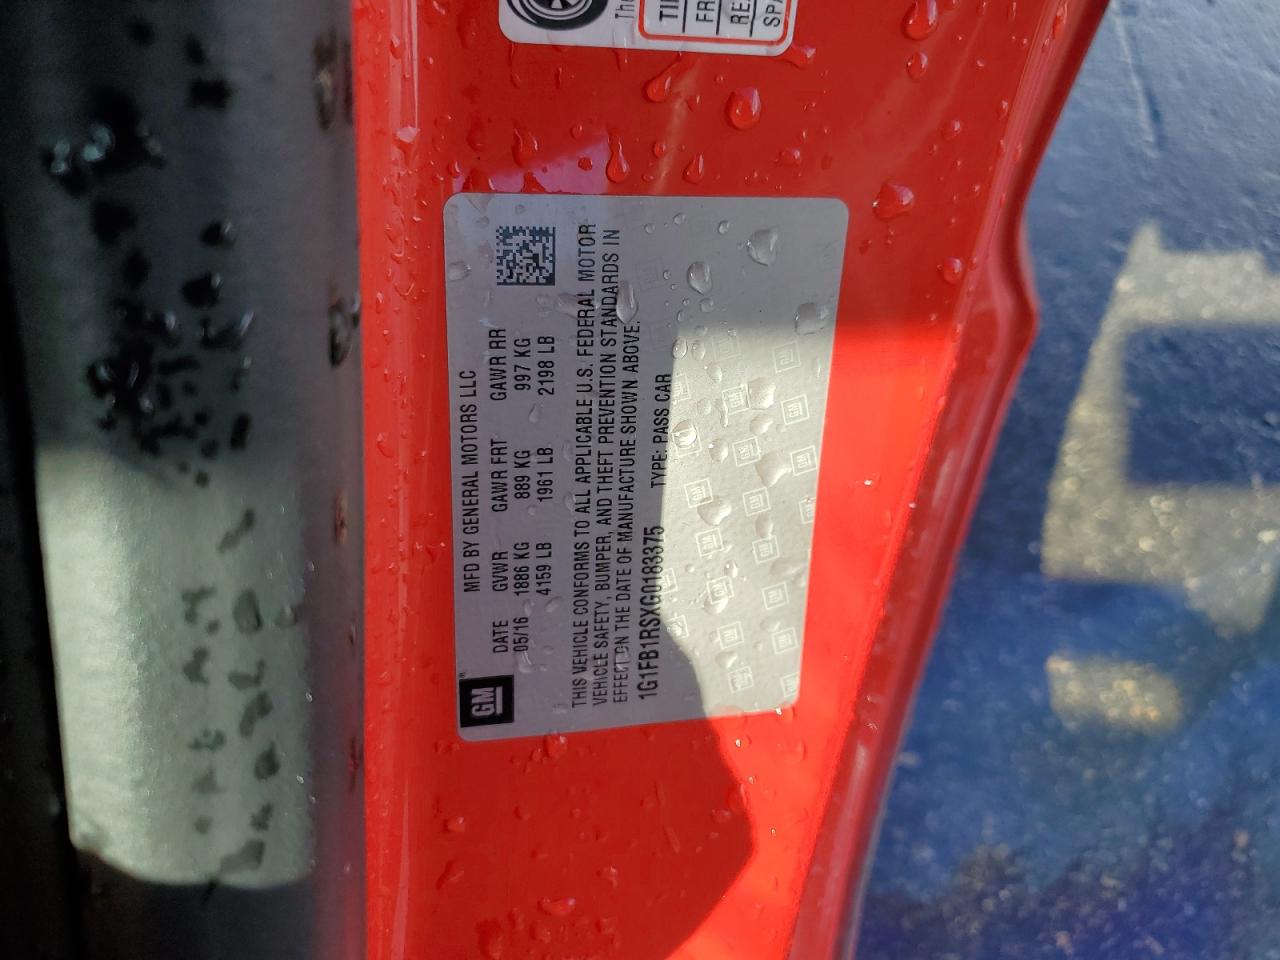 GM
MFD BY GENERAL MOTORS LLC
DATE GVWR GAWR FRT GAWR RR
05/16 1886 KG 889 KG 997 KG
4159 LB 1961 LB 2198 LB
THIS VEHICLE CONFORMS TO ALL APPLICABLE U.S. FEDERAL MOTOR
VEHICLE SAFETY, BUMPER, AND THEFT PREVENTION STANDARDS IN
EFFECT ON THE DATE OF MANUFACTURE SHOWN ABOVE.
1G1FB1RSXG0183375 TYPE: PASS CAR